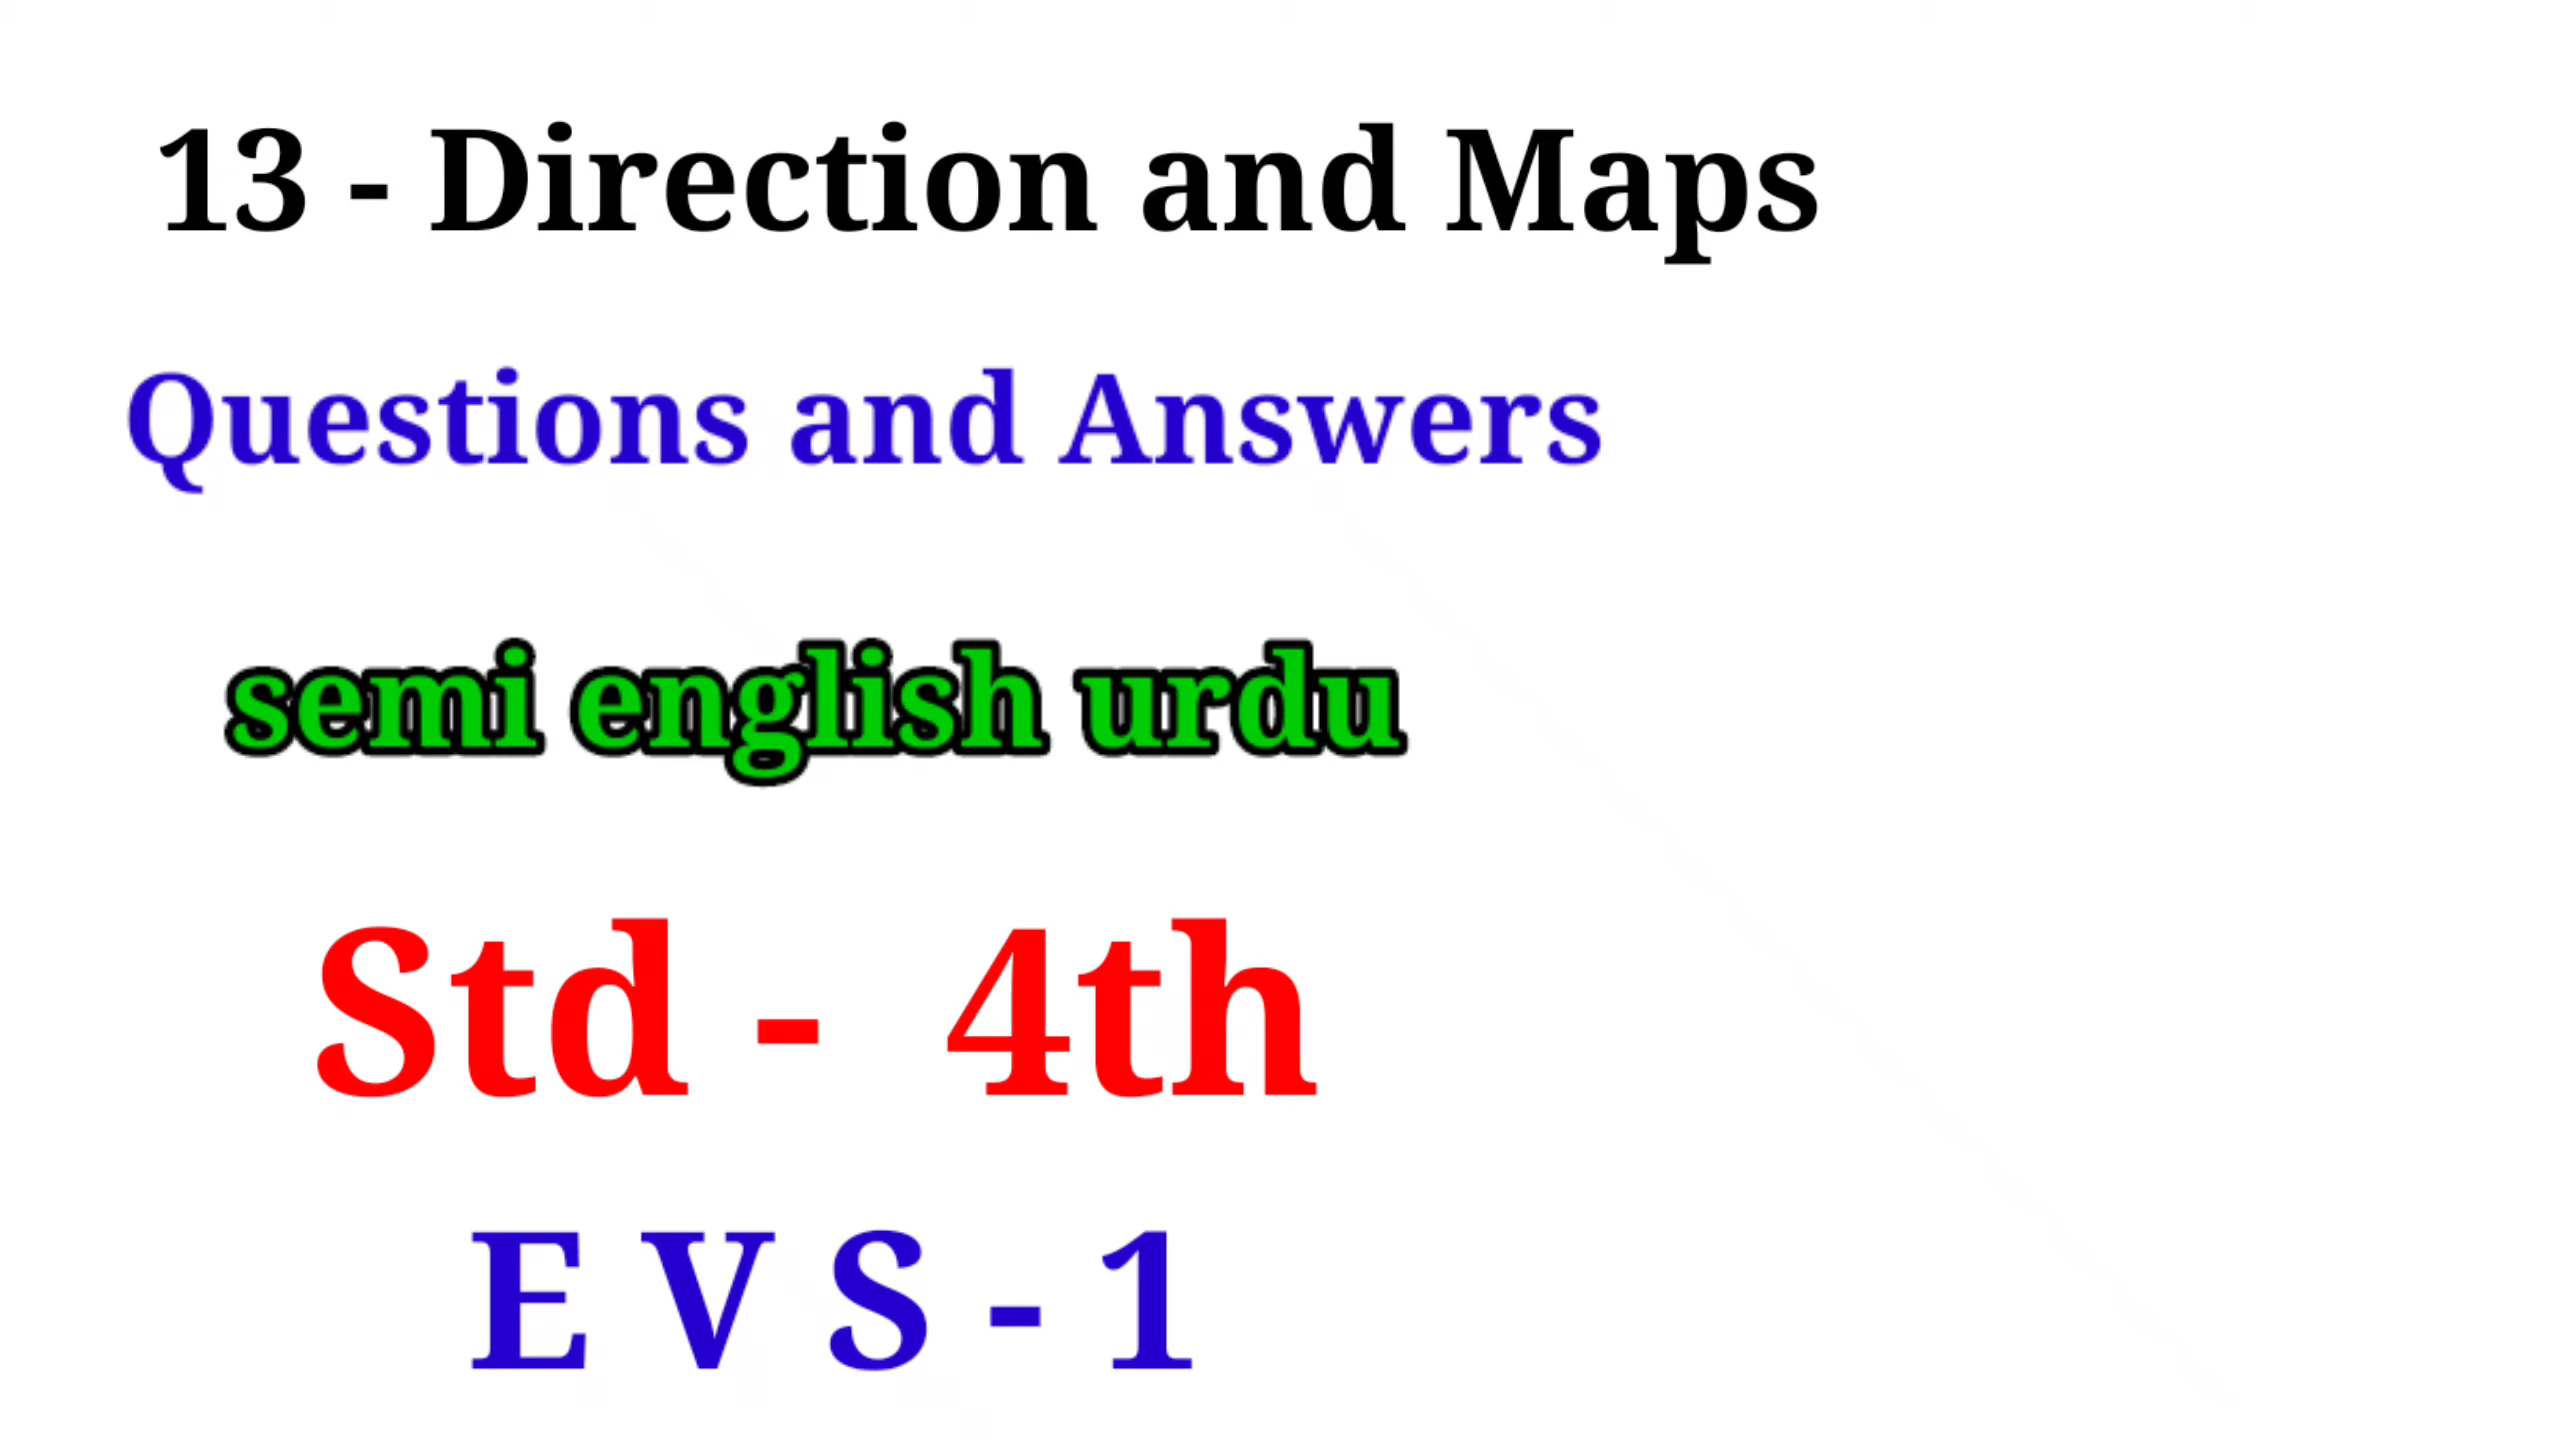 13 - Direction and Maps
Questions and Answers
semi english urdu
Std - 4th
E V S - 1